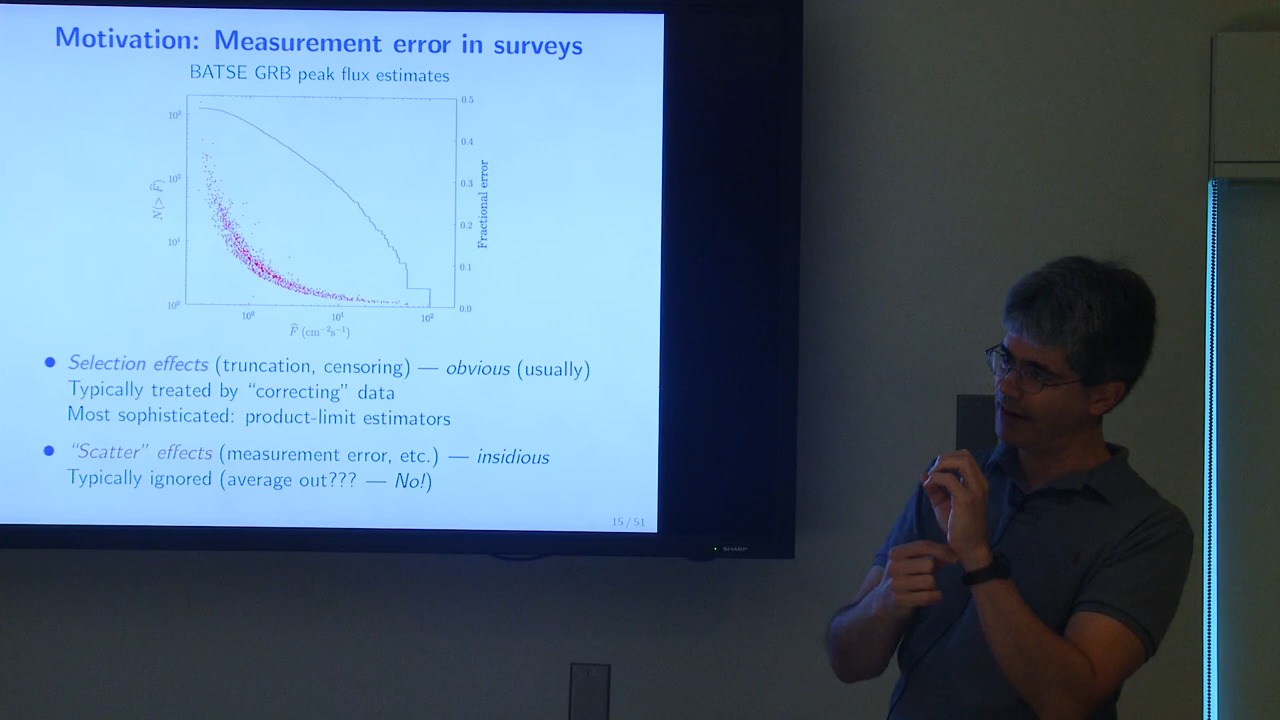 Motivation: Measurement error in surveys
BATSE GRB peak flux estimates
10³
10²
10¹
10⁰
N(> F̂)
0.5
0.4
0.3
0.2
0.1
0.0
Fractional error
10⁰
10¹
10²
F̂ (cm⁻²s⁻¹)
● Selection effects (truncation, censoring) — obvious (usually)
Typically treated by “correcting” data
Most sophisticated: product-limit estimators
● “Scatter” effects (measurement error, etc.) — insidious
Typically ignored (average out??? — No!)
15 / 51
SHARP